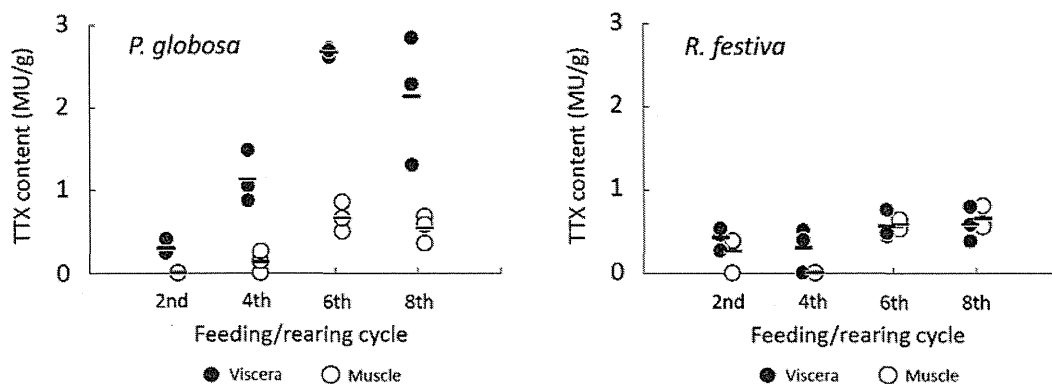 P. globosa
TTX content (MU/g)
3
2
1
0
2nd 4th 6th 8th
Feeding/rearing cycle
Viscera Muscle
R. festiva
TTX content (MU/g)
3
2
1
0
2nd 4th 6th 8th
Feeding/rearing cycle
Viscera Muscle